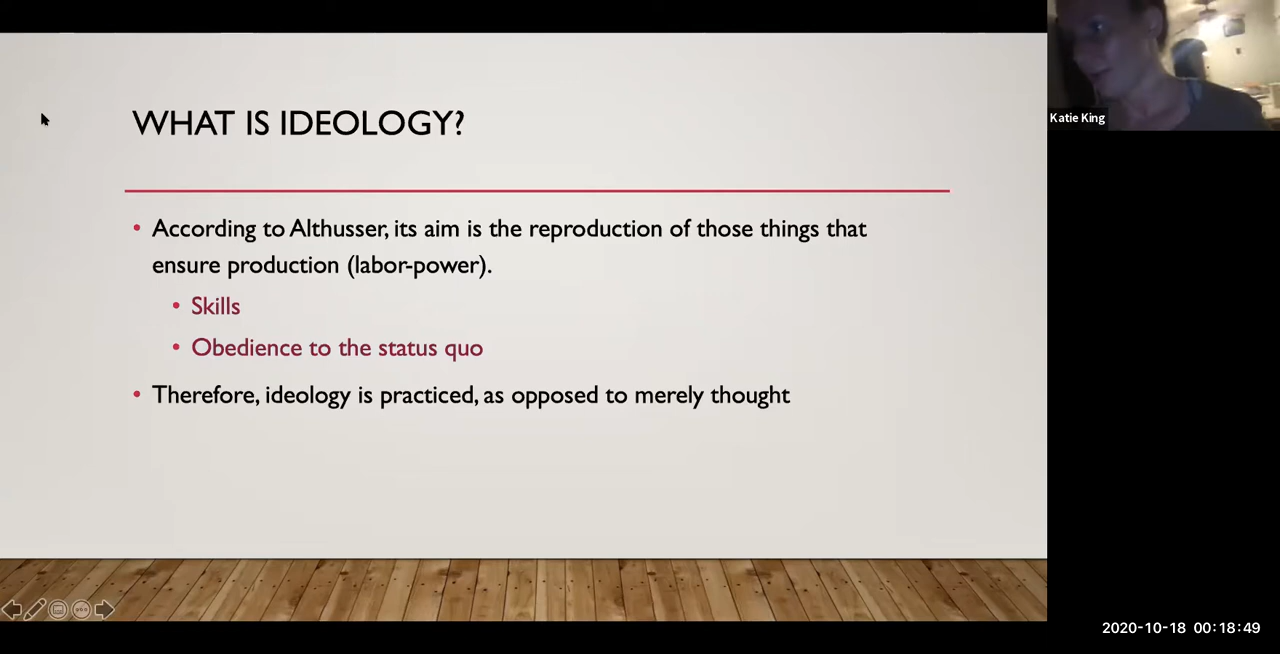 WHAT IS IDEOLOGY?
• According to Althusser, its aim is the reproduction of those things that
ensure production (labor-power).
• Skills
• Obedience to the status quo
• Therefore, ideology is practiced, as opposed to merely thought
Katie King
2020-10-18 00:18:49